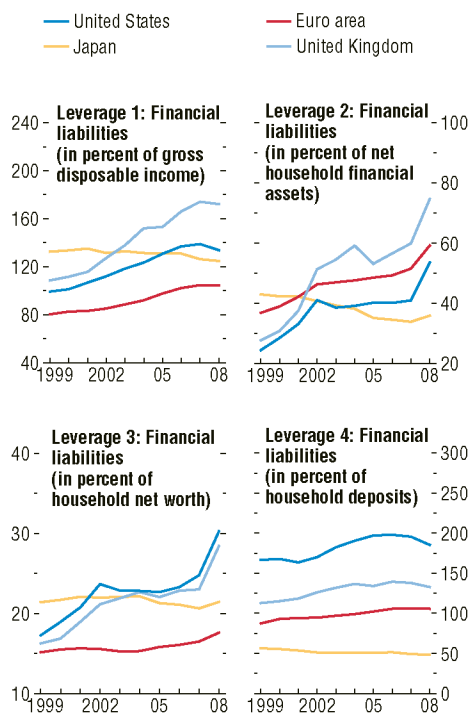 United States
Euro area
Japan
United Kingdom
Leverage 1: Financial
liabilities
(in percent of gross
disposable income)
240
200
160
120
80
40
1999
2002
05
08
Leverage 2: Financial
liabilities
(in percent of net
household financial
assets)
100
80
60
40
20
1999
2002
05
08
Leverage 3: Financial
liabilities
(in percent of
household net worth)
40
30
20
10
1999
2002
05
08
Leverage 4: Financial
liabilities
(in percent of
household deposits)
300
250
200
150
100
50
0
1999
2002
05
08